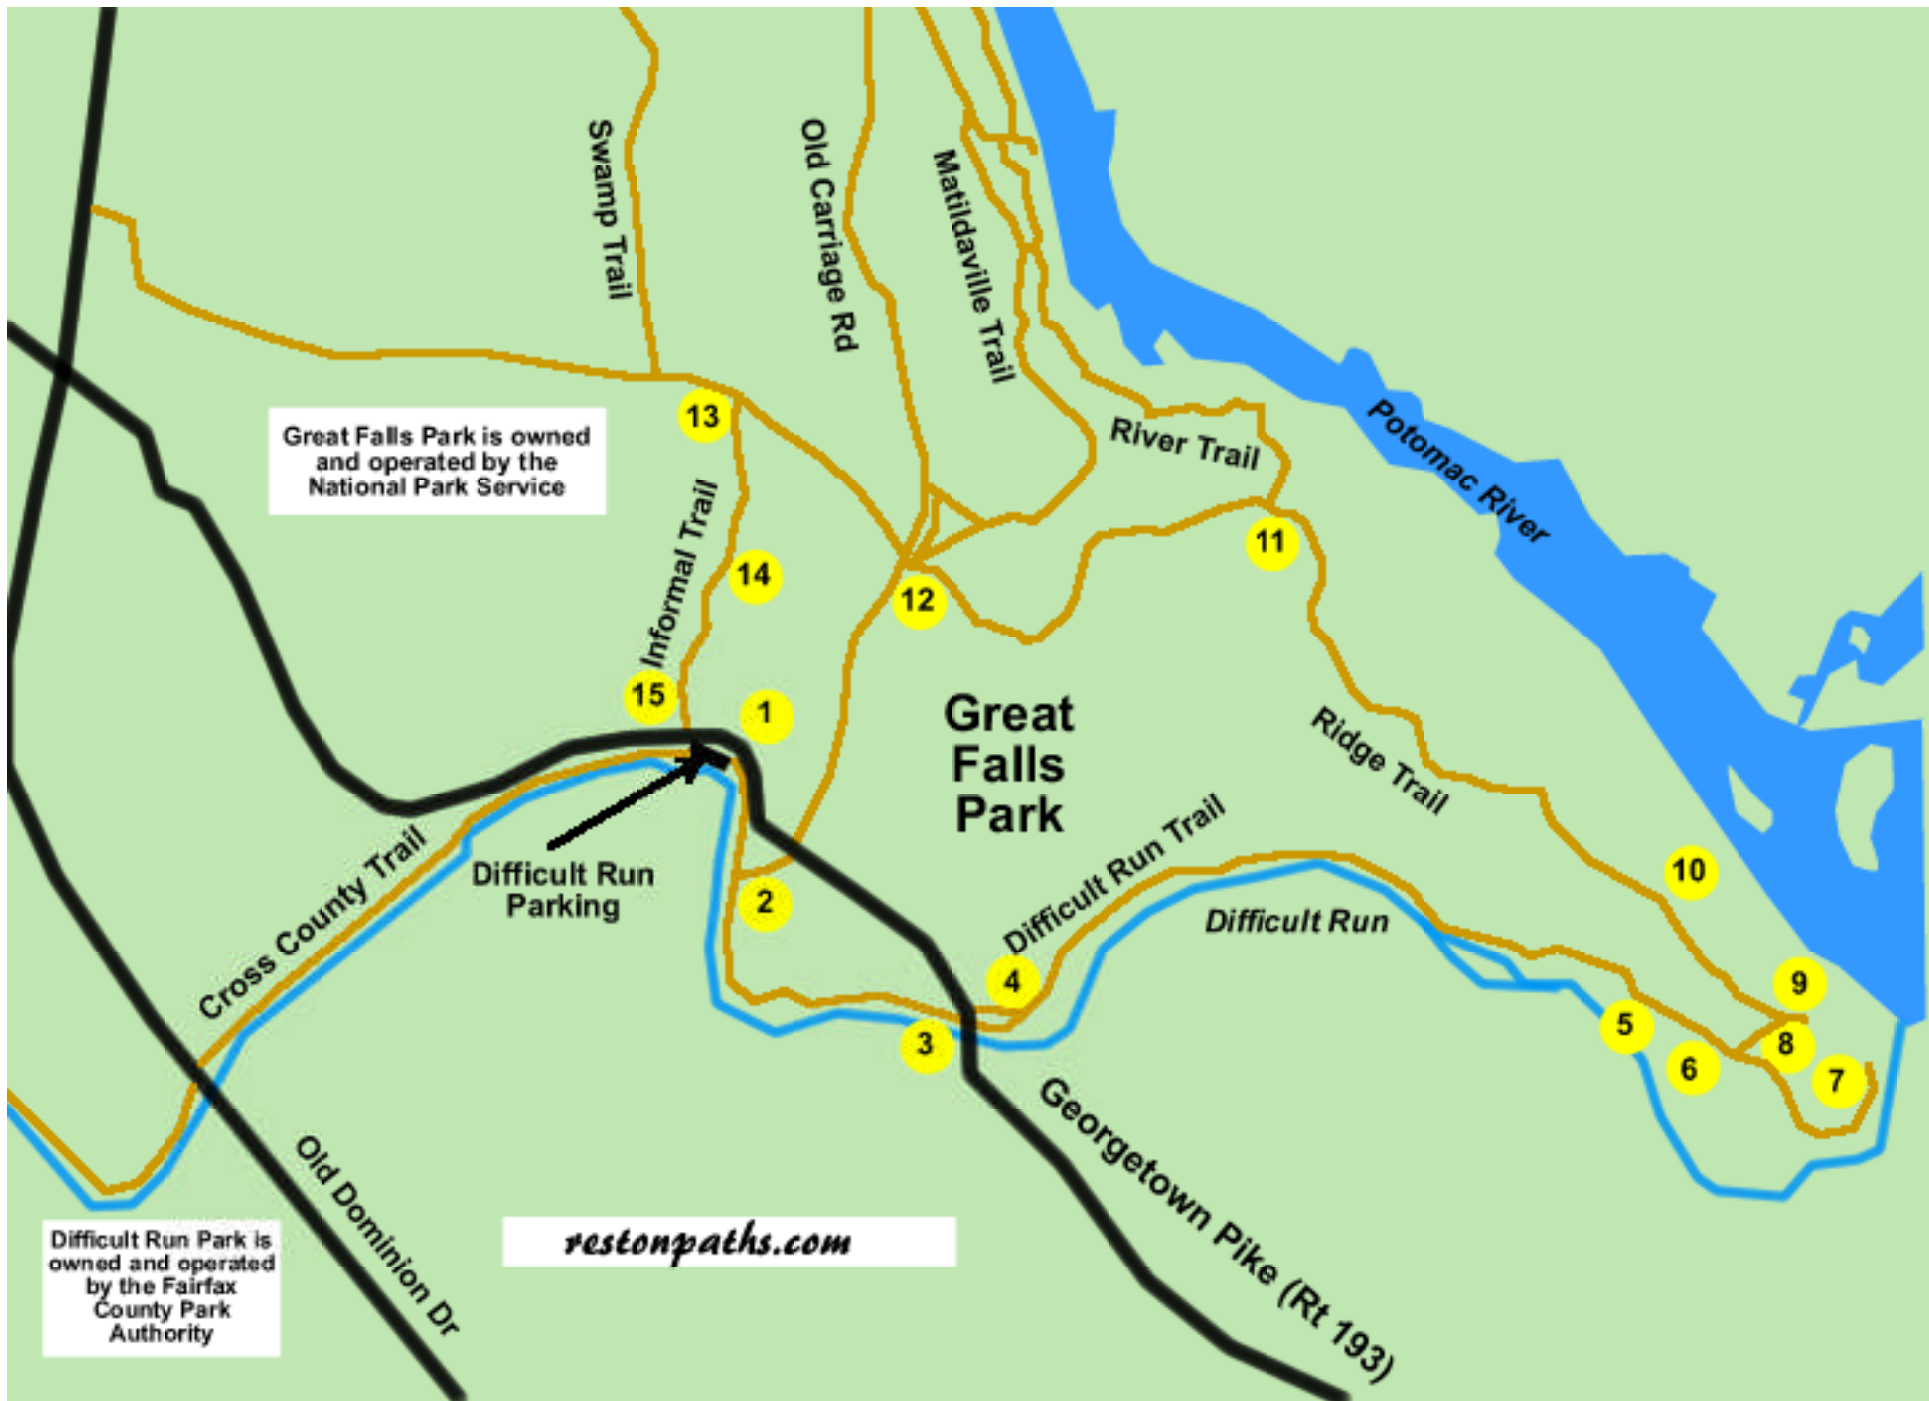 Swamp Trail
Old Carriage Rd
Matildaville Trail
Potomac River
River Trail
13
Great Falls Park is owned
and operated by the
National Park Service
Informal Trail
11
14
12
15
1
Great
Falls
Park
Ridge Trail
Difficult Run Trail
Cross County Trail
Difficult Run
Parking
2
10
Difficult Run
4
9
3
5
8
6
7
Georgetown Pike (Rt 193)
Old Dominion Dr
Difficult Run Park is
owned and operated
by the Fairfax
County Park
Authority
restonpaths.com